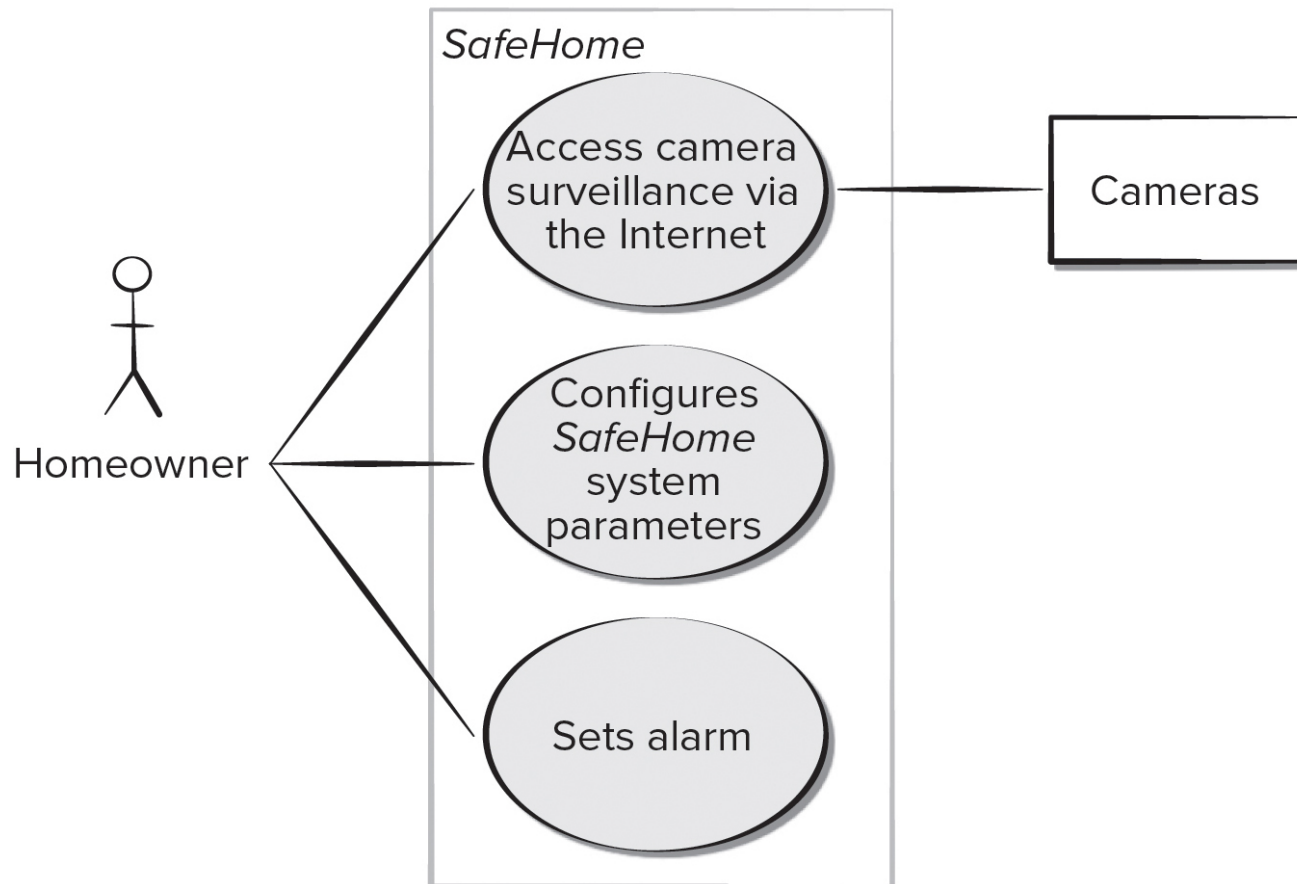 SafeHome
Access camera
surveillance via
the Internet
Cameras
Homeowner
Configures
SafeHome
system
parameters
Sets alarm